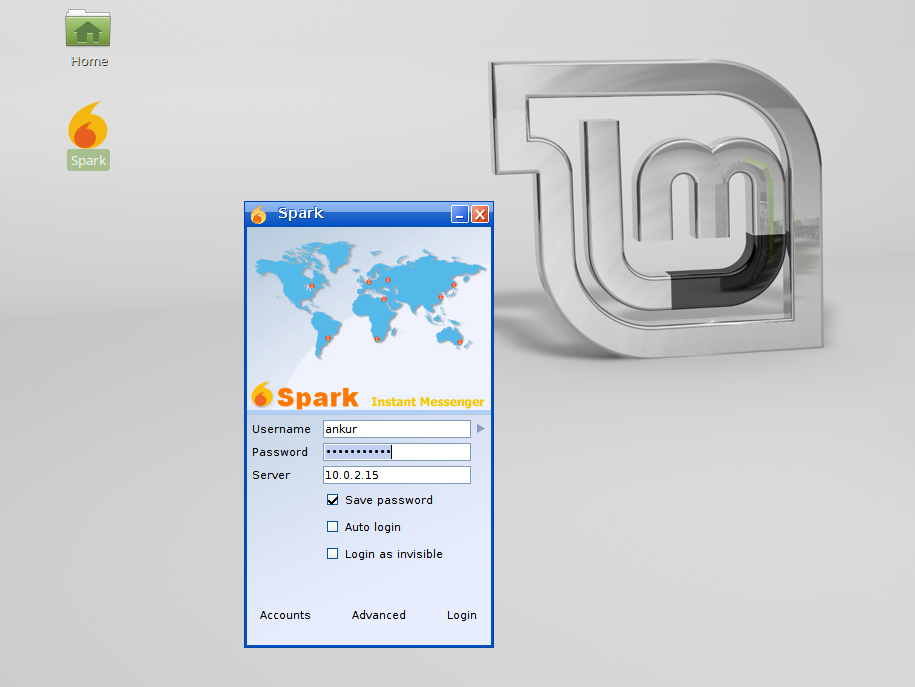 Home
Spark
Spark
Spark Instant Messenger
Username ankur
Password •••••••••••
Server 10.0.2.15
Save password
Auto login
Login as invisible
Accounts Advanced Login